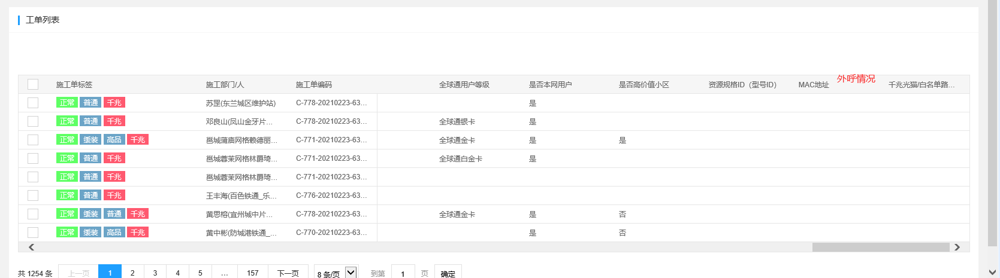 工单列表
施工单标签 施工部门/人 施工单编码 全球通用户等级 是否本网用户 是否高价值小区 资源规格ID（型号ID） MAC地址 外呼情况 千兆光猫/白名单路...
正常 普通 千兆 苏罡(东兰城区维护站) C-778-20210223-63... 是
正常 普通 千兆 邓良山(凤山金牙片... C-778-20210223-63... 全球通银卡 是
正常 缓装 高品 千兆 邕城蒲庙网格赖德丽... C-771-20210223-63... 全球通金卡 是 是
正常 普通 千兆 邕城蓉茉网格林爵琦... C-771-20210223-63... 全球通白金卡 是
正常 普通 千兆 邕城蓉茉网格林爵琦... C-771-20210223-63...
正常 普通 千兆 王丰海(百色铁通_乐... C-776-20210223-63...
正常 缓装 普通 千兆 黄思榕(宜州城中片... C-778-20210223-63... 全球通金卡 是 否
正常 缓装 高品 千兆 黄中彬(防城港铁通_... C-770-20210223-63... 是 否
共 1254 条 上一页 1 2 3 4 5 ... 157 下一页 8 条/页 到第 1 页 确定